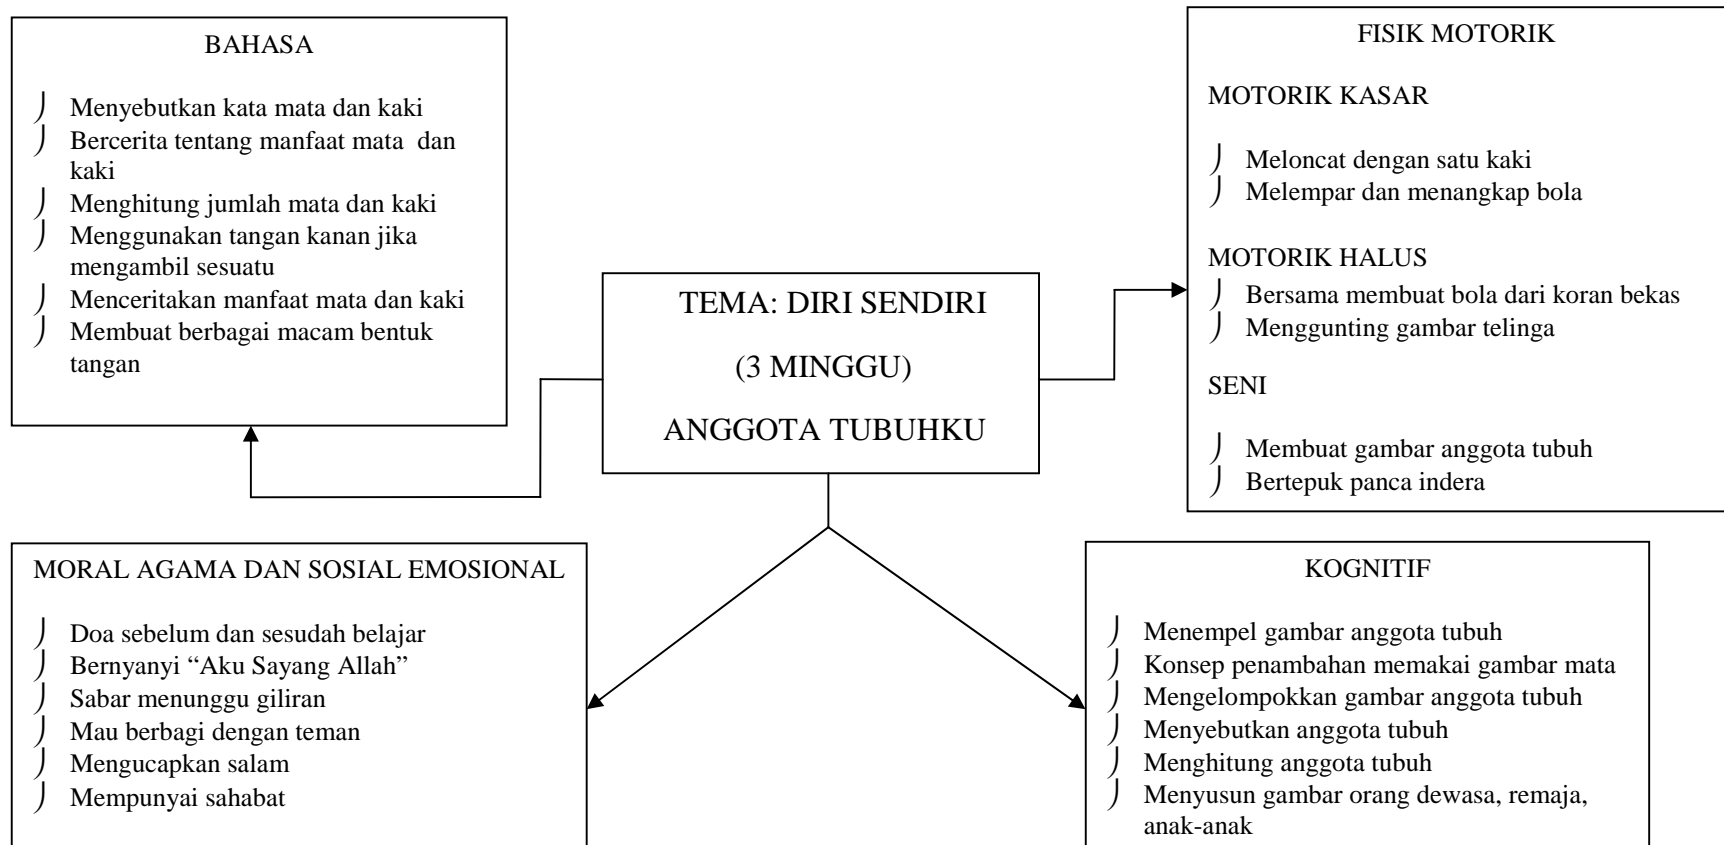 BAHASA
Menyebutkan kata mata dan kaki
Bercerita tentang manfaat mata dan
kaki
Menghitung jumlah mata dan kaki
Menggunakan tangan kanan jika
mengambil sesuatu
Menceritakan manfaat mata dan kaki
Membuat berbagai macam bentuk
tangan
FISIK MOTORIK
MOTORIK KASAR
Meloncat dengan satu kaki
Melempar dan menangkap bola
MOTORIK HALUS
Bersama membuat bola dari koran bekas
Menggunting gambar telinga
SENI
Membuat gambar anggota tubuh
Bertepuk panca indera
TEMA: DIRI SENDIRI
(3 MINGGU)
ANGGOTA TUBUHKU
MORAL AGAMA DAN SOSIAL EMOSIONAL
Doa sebelum dan sesudah belajar
Bernyanyi “Aku Sayang Allah”
Sabar menunggu giliran
Mau berbagi dengan teman
Mengucapkan salam
Mempunyai sahabat
KOGNITIF
Menempel gambar anggota tubuh
Konsep penambahan memakai gambar mata
Mengelompokkan gambar anggota tubuh
Menyebutkan anggota tubuh
Menghitung anggota tubuh
Menyusun gambar orang dewasa, remaja,
anak-anak